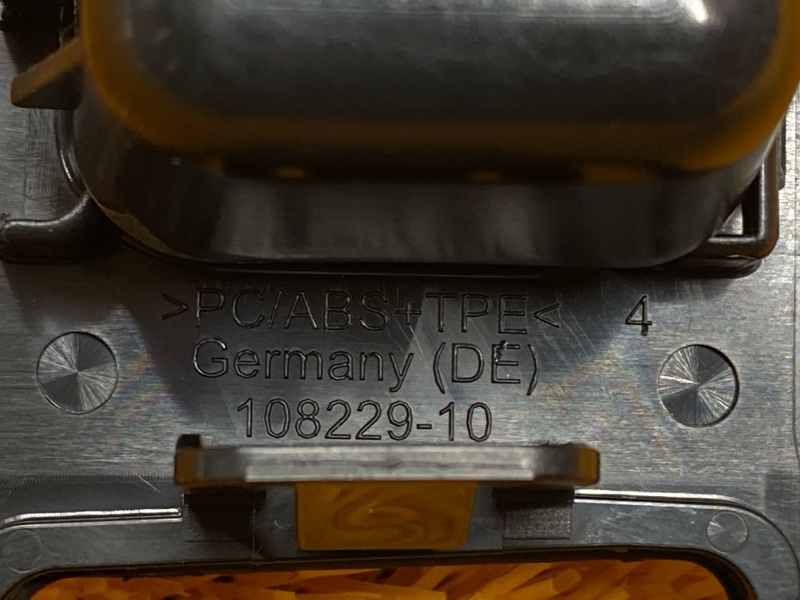 >PC/ABS+TPE< 4
Germany (DE)
108229-10